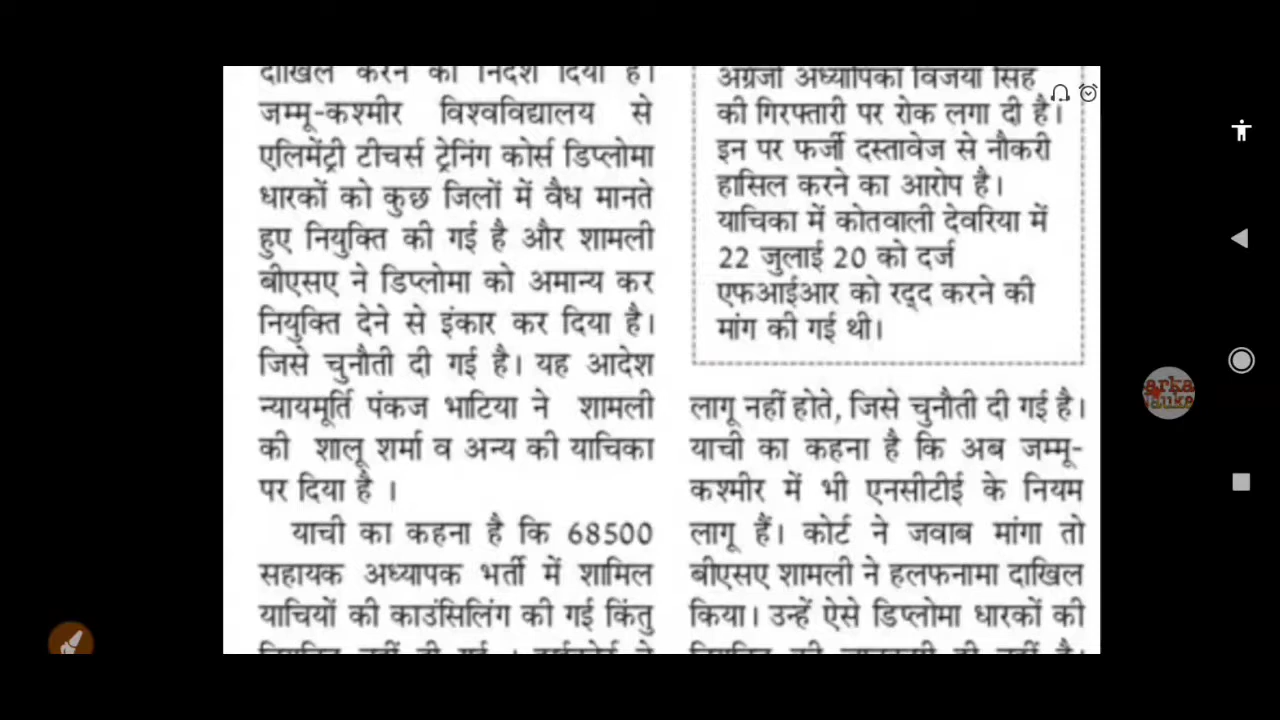 दाखिल करने का निर्देश दिया है।
जम्मू-कश्मीर विश्वविद्यालय से
एलिमेंट्री टीचर्स ट्रेनिंग कोर्स डिप्लोमा
धारकों को कुछ जिलों में वैध मानते
हुए नियुक्ति की गई है और शामली
बीएसए ने डिप्लोमा को अमान्य कर
नियुक्ति देने से इंकार कर दिया है।
जिसे चुनौती दी गई है। यह आदेश
न्यायमूर्ति पंकज भाटिया ने शामली
की शालू शर्मा व अन्य की याचिका
पर दिया है ।
याची का कहना है कि 68500
सहायक अध्यापक भर्ती में शामिल
याचियों की काउंसिलिंग की गई किंतु
अंग्रेजी अध्यापिका विजया सिंह
की गिरफ्तारी पर रोक लगा दी है।
इन पर फर्जी दस्तावेज से नौकरी
हासिल करने का आरोप है।
याचिका में कोतवाली देवरिया में
22 जुलाई 20 को दर्ज
एफआईआर को रद्द करने की
मांग की गई थी।
लागू नहीं होते, जिसे चुनौती दी गई है।
याची का कहना है कि अब जम्मू-
कश्मीर में भी एनसीटीई के नियम
लागू हैं। कोर्ट ने जवाब मांगा तो
बीएसए शामली ने हलफनामा दाखिल
किया। उन्हें ऐसे डिप्लोमा धारकों की